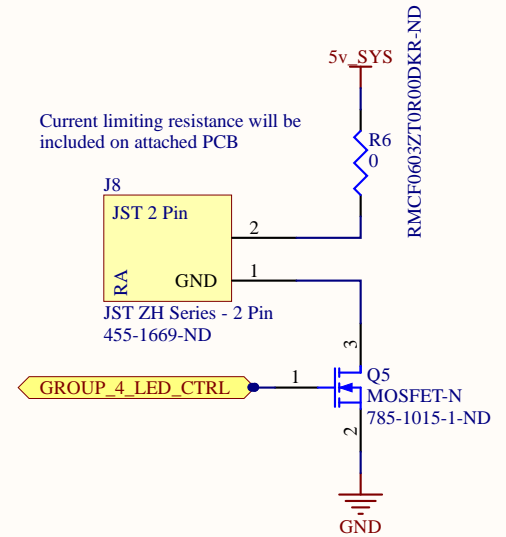 5v_SYS
RMCF0603ZT0R00DKR-ND
Current limiting resistance will be
included on attached PCB
R6
0
J8
JST 2 Pin
2
1
GND
RA
JST ZH Series - 2 Pin
455-1669-ND
3
GROUP_4_LED_CTRL
1
Q5
MOSFET-N
785-1015-1-ND
2
GND